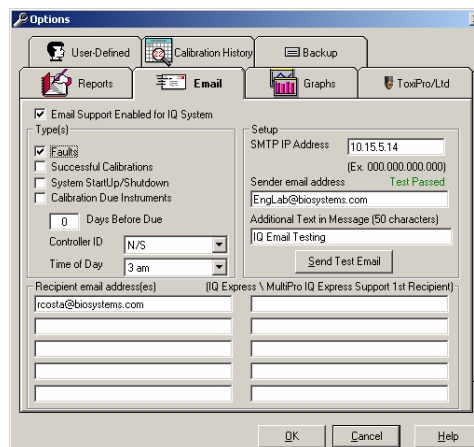 Options
User-Defined
Calibration History
Backup
Reports
Email
Graphs
ToxiPro/Ltd
Email Support Enabled for IQ System
Type(s)
Faults
Successful Calibrations
System StartUp/Shutdown
Calibration Due Instruments
0 Days Before Due
Controller ID N/S
Time of Day 3 am
Setup
SMTP IP Address 10.15.5.14
(Ex. 000.000.000.000)
Sender email address Test Passed
EngLab@biosystems.com
Additional Text in Message (50 characters)
IQ Email Testing
Send Test Email
Recipient email address(es) (IQ Express \ MultiPro IQ Express Support 1st Recipient)
rcosta@biosystems.com
OK Cancel Help